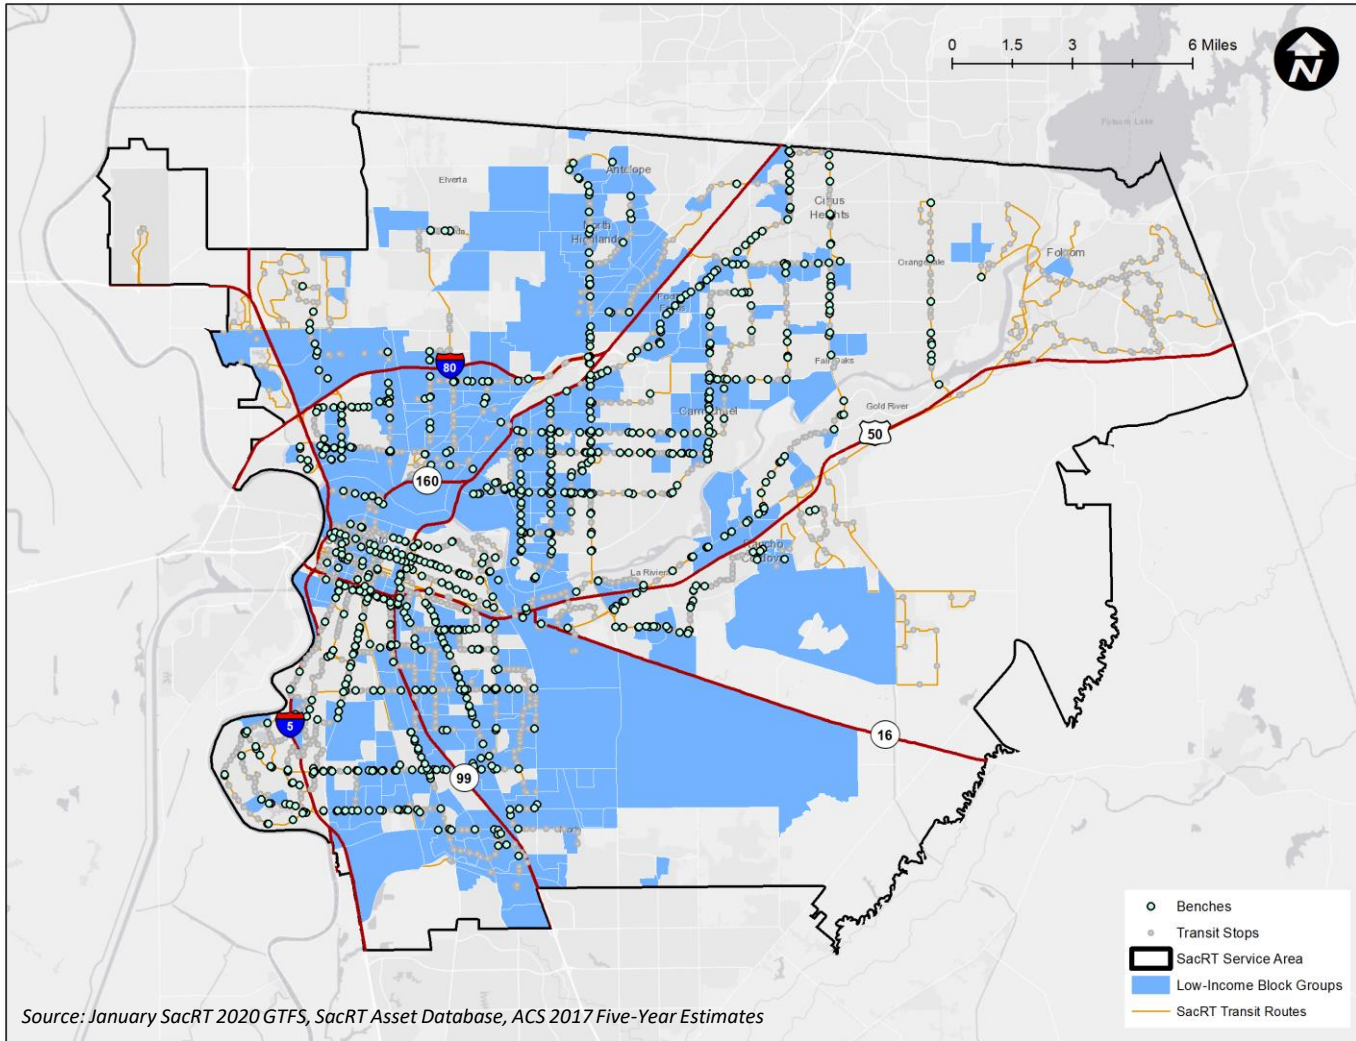 0 1.5 3 6 Miles
N
Folsom Lake
Antelope
Elverta
Citrus
Heights
North
Highlands
Orangevale
Folsom
Fair Oaks
80
Carmichael
Gold River
50
160
Rancho
La Riviera
5
16
99
Benches
Transit Stops
SacRT Service Area
Low-Income Block Groups
SacRT Transit Routes
Source: January SacRT 2020 GTFS, SacRT Asset Database, ACS 2017 Five-Year Estimates